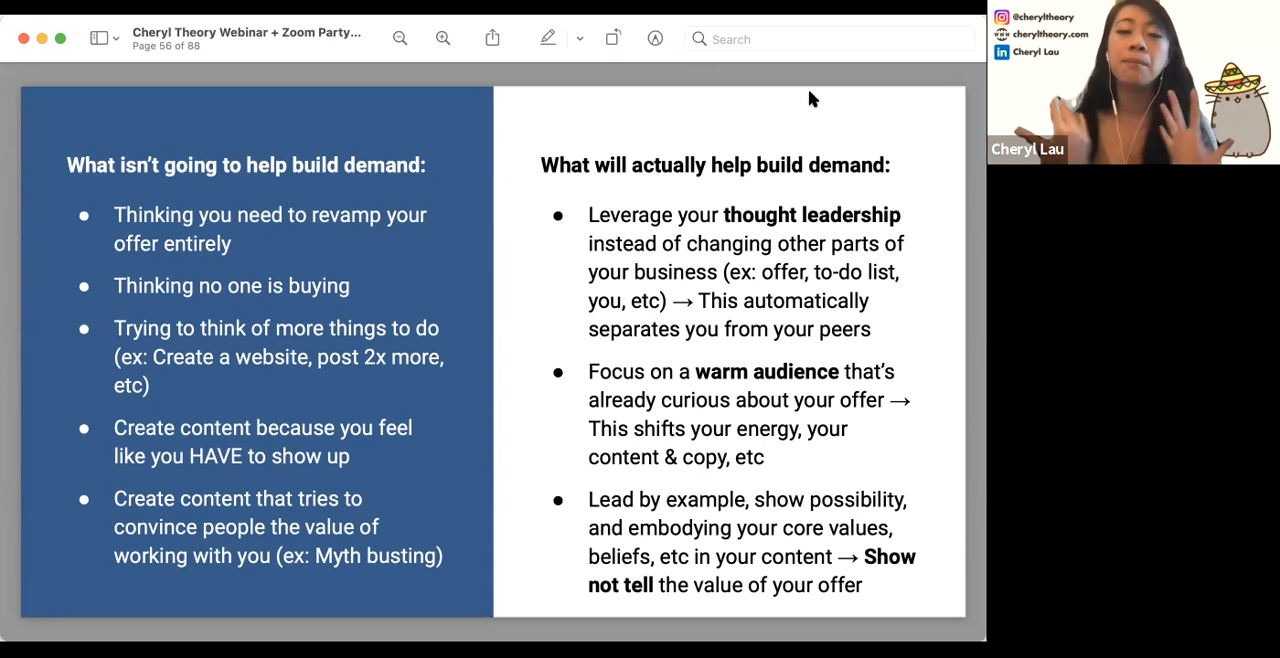 Cheryl Theory Webinar + Zoom Party...
Page 56 of 88
Search
@cheryltheory
cheryltheory.com
in Cheryl Lau
Cheryl Lau
What isn’t going to help build demand:
● Thinking you need to revamp your
offer entirely
● Thinking no one is buying
● Trying to think of more things to do
(ex: Create a website, post 2x more,
etc)
● Create content because you feel
like you HAVE to show up
● Create content that tries to
convince people the value of
working with you (ex: Myth busting)
What will actually help build demand:
● Leverage your thought leadership
instead of changing other parts of
your business (ex: offer, to-do list,
you, etc) → This automatically
separates you from your peers
● Focus on a warm audience that’s
already curious about your offer →
This shifts your energy, your
content & copy, etc
● Lead by example, show possibility,
and embodying your core values,
beliefs, etc in your content → Show
not tell the value of your offer